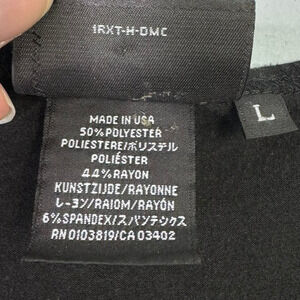 1RXT-H-DMC
L
MADE IN USA
50% POLYESTER
POLIESTERE/ポリエステル
POLIÉSTER
44% RAYON
KUNSTZIJDE/RAYONNE
レーヨン/RAIOM/RAYÓN
6% SPANDEX/スパンデックス
RN 0103819/CA 03402